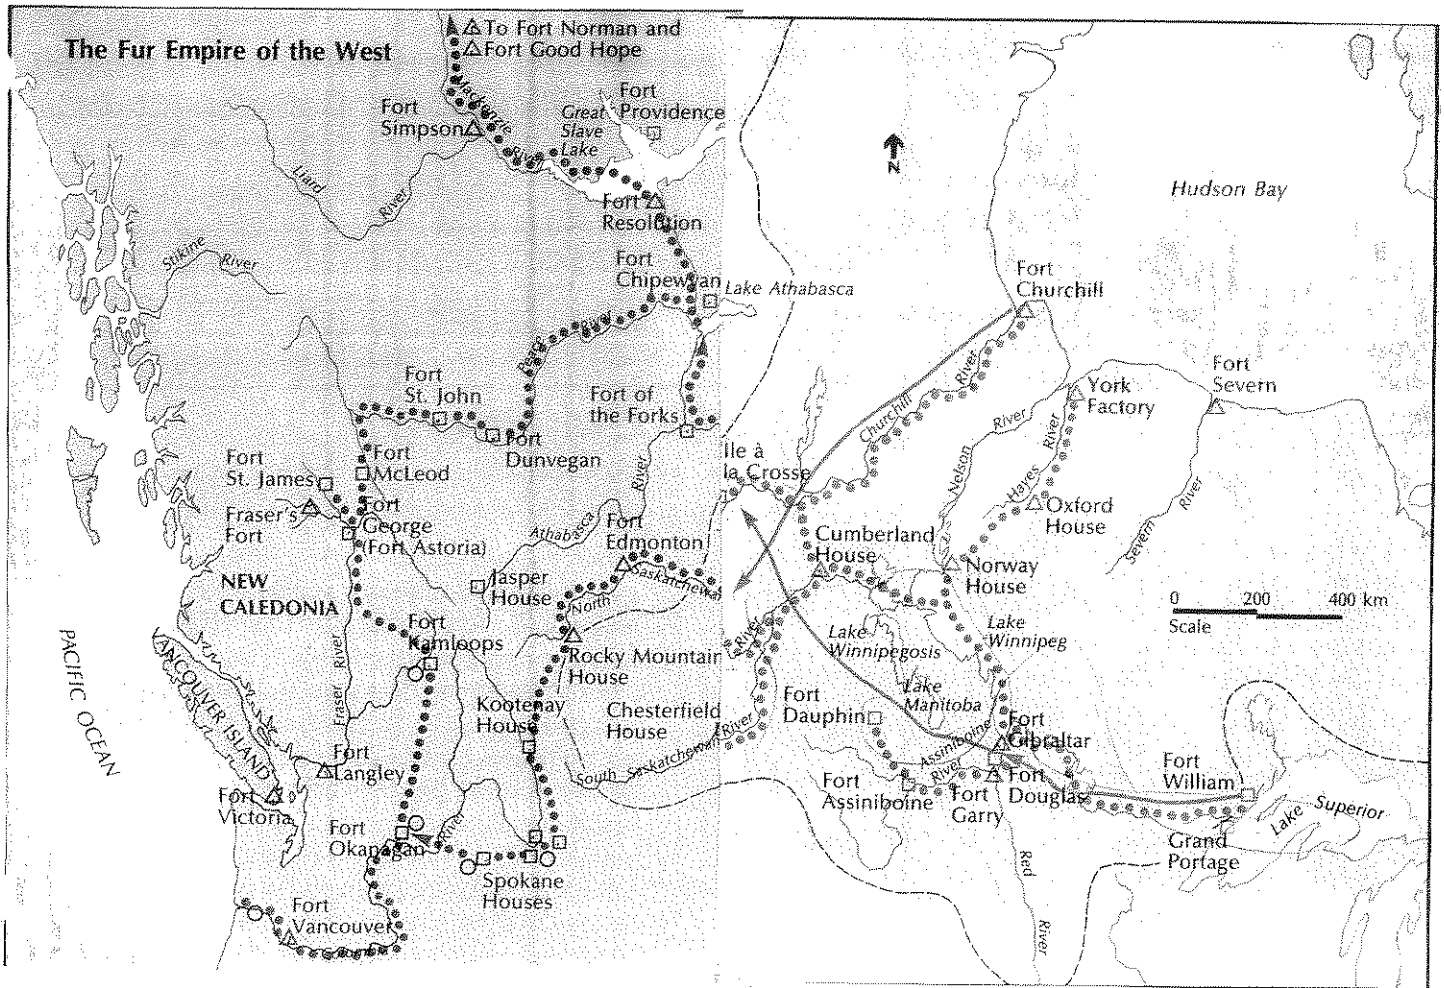 The Fur Empire of the West
To Fort Norman and
Fort Good Hope
Fort
Simpson
Mackenzie
River
Great
Slave
Lake
Fort
Providence
Liard
River
Fort
Resolution
Stikine
River
Fort
Chipewyan
Lake Athabasca
Peace
River
Fort
St. John
Fort of
the Forks
Fort
Dunvegan
Fort
McLeod
Fort
St. James
Fraser's
Fort
Fort
George
(Fort Astoria)
Athabasca
River
Fort
Edmonton
North
Saskatchewa
Jasper
House
NEW
CALEDONIA
Fort
Kamloops
Rocky Mountain
House
Kootenay
House
Chesterfield
House
South Saskatchewan River
River
PACIFIC OCEAN
VANCOUVER ISLAND
Fraser River
Fort
Langley
Fort
Victoria
Fort
Okanagan
River
Spokane
Houses
Fort
Vancouver
N
Hudson Bay
Fort
Churchill
Churchill
River
York
Factory
Fort
Severn
Nelson
River
Hayes
River
Severn
River
Ile à
la Crosse
Oxford
House
Cumberland
House
Norway
House
0 200 400 km
Scale
Lake
Winnipeg
Lake
Winnipegosis
Lake
Manitoba
Fort
Dauphin
Assiniboine
River
Fort
Gibraltar
Fort
Assiniboine
Fort
Garry
Fort
Douglas
Fort
William
Lake Superior
Grand
Portage
Red
River